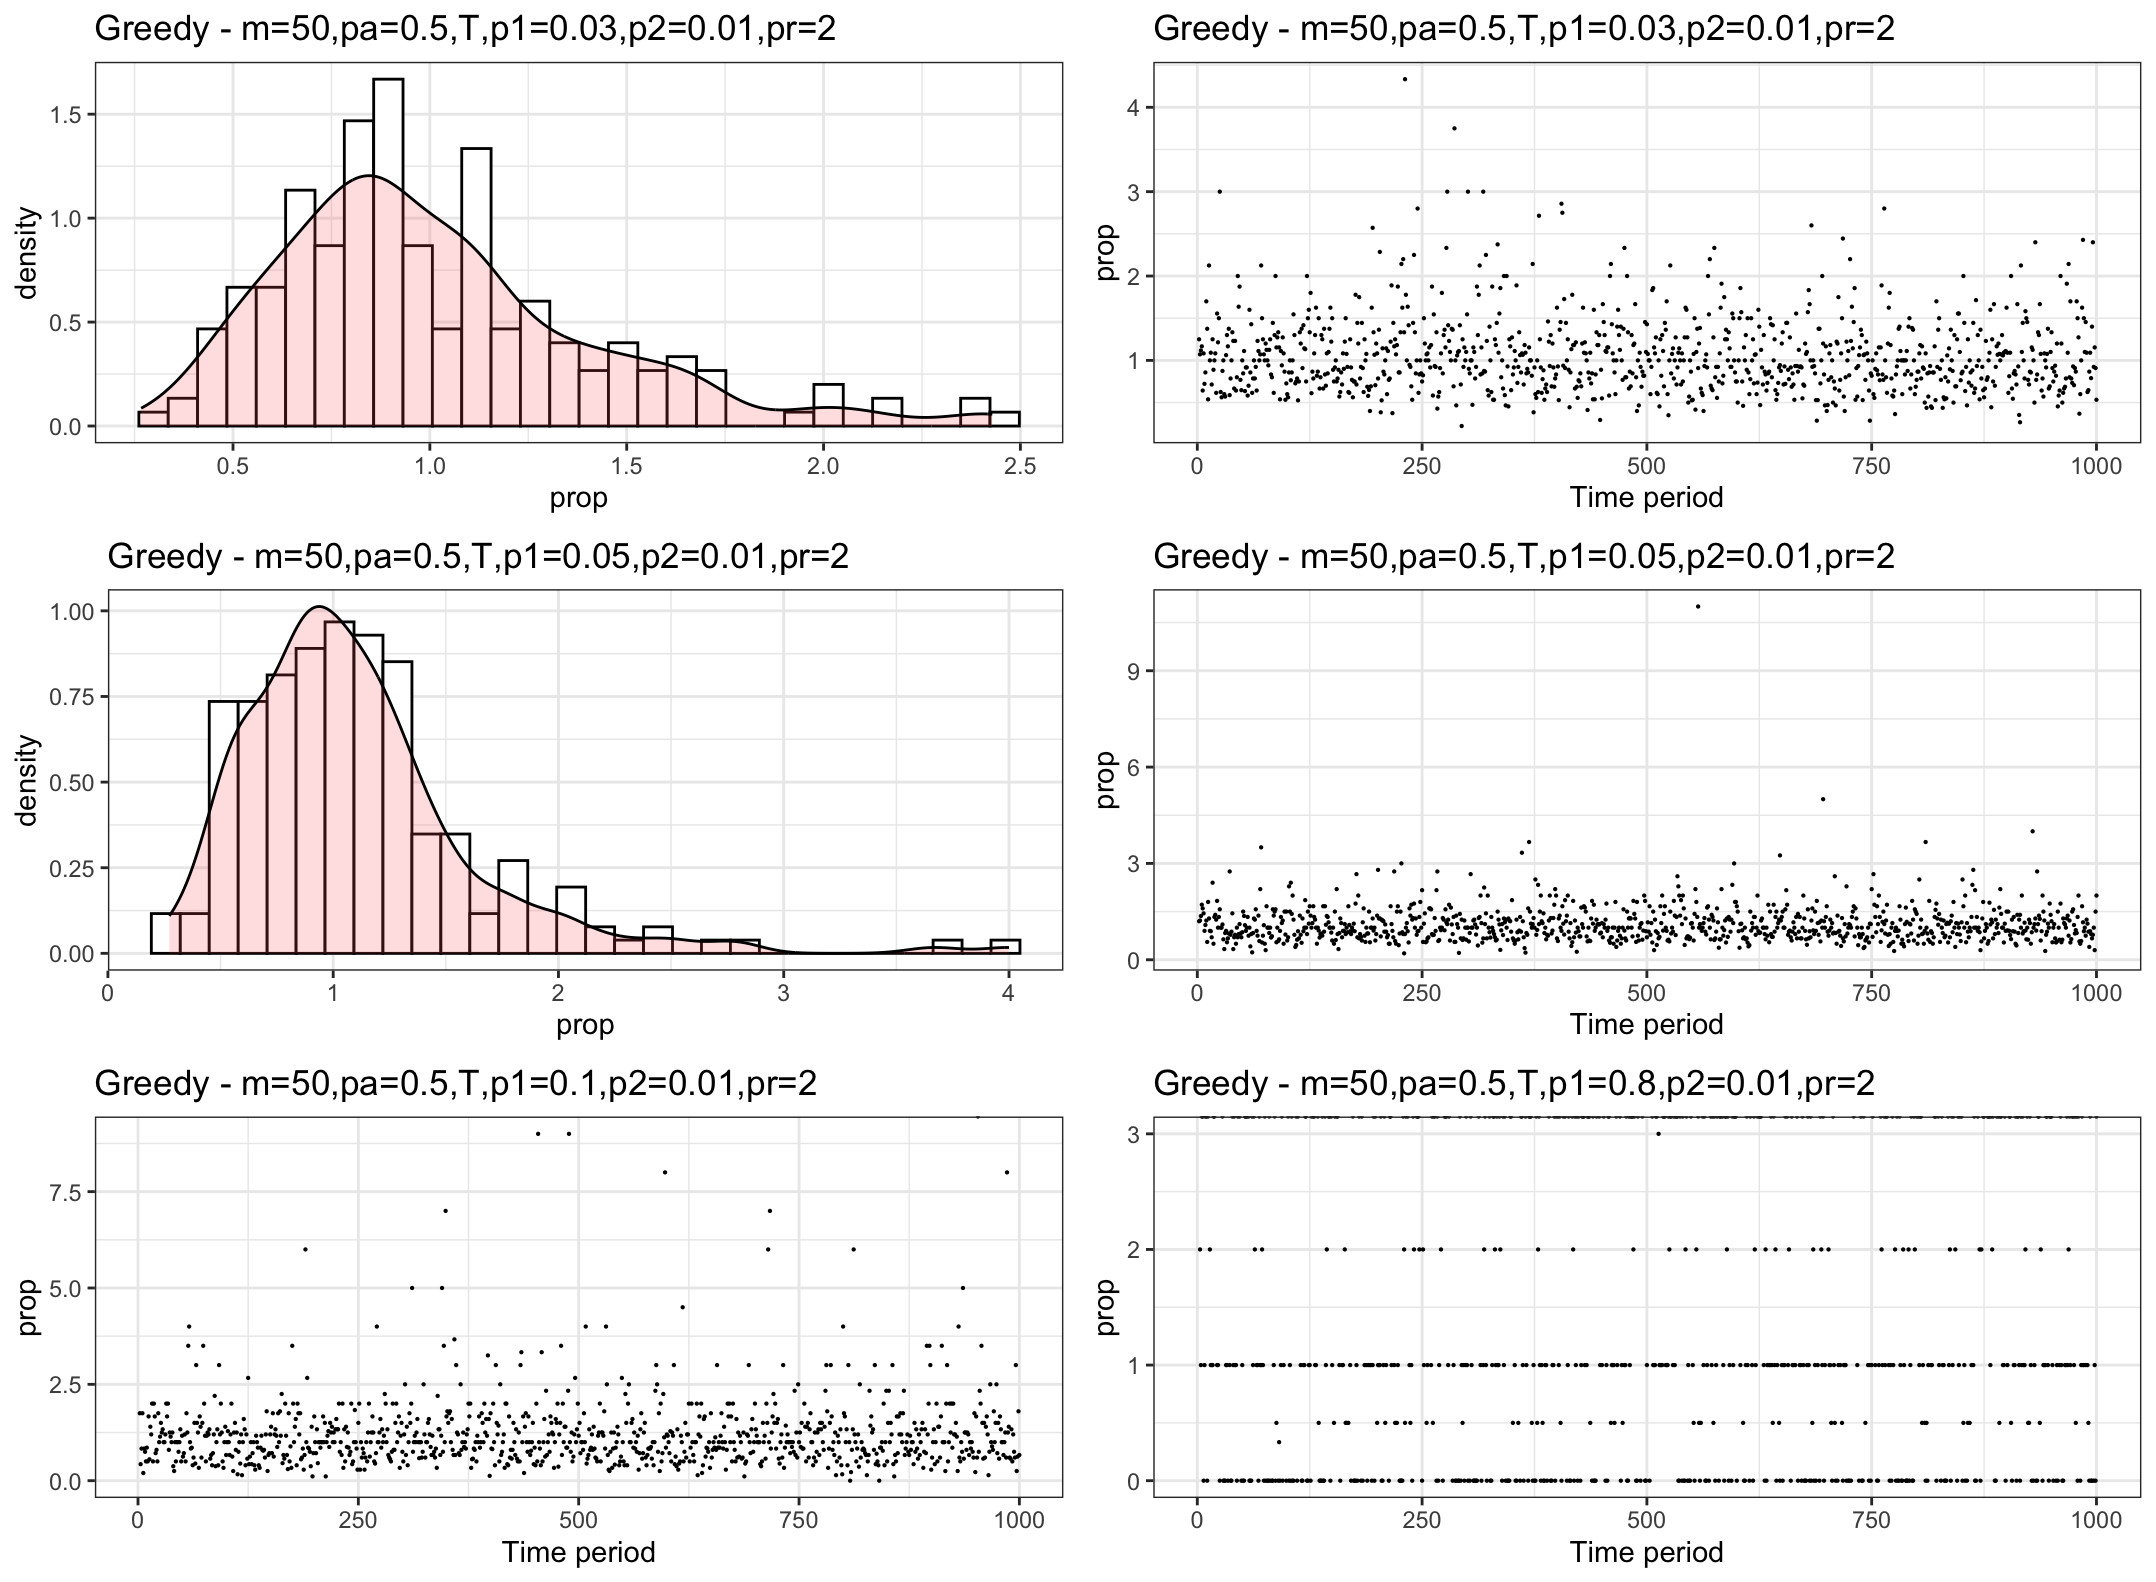 Greedy - m=50,pa=0.5,T,p1=0.03,p2=0.01,pr=2
1.5
1.0
0.5
0.0
density
0.5 1.0 1.5 2.0 2.5
prop
Greedy - m=50,pa=0.5,T,p1=0.03,p2=0.01,pr=2
4
3
2
1
prop
0 250 500 750 1000
Time period
Greedy - m=50,pa=0.5,T,p1=0.05,p2=0.01,pr=2
1.00
0.75
0.50
0.25
0.00
density
0 1 2 3 4
prop
Greedy - m=50,pa=0.5,T,p1=0.05,p2=0.01,pr=2
9
6
3
0
prop
0 250 500 750 1000
Time period
Greedy - m=50,pa=0.5,T,p1=0.1,p2=0.01,pr=2
7.5
5.0
2.5
0.0
prop
0 250 500 750 1000
Time period
Greedy - m=50,pa=0.5,T,p1=0.8,p2=0.01,pr=2
3
2
1
0
prop
0 250 500 750 1000
Time period